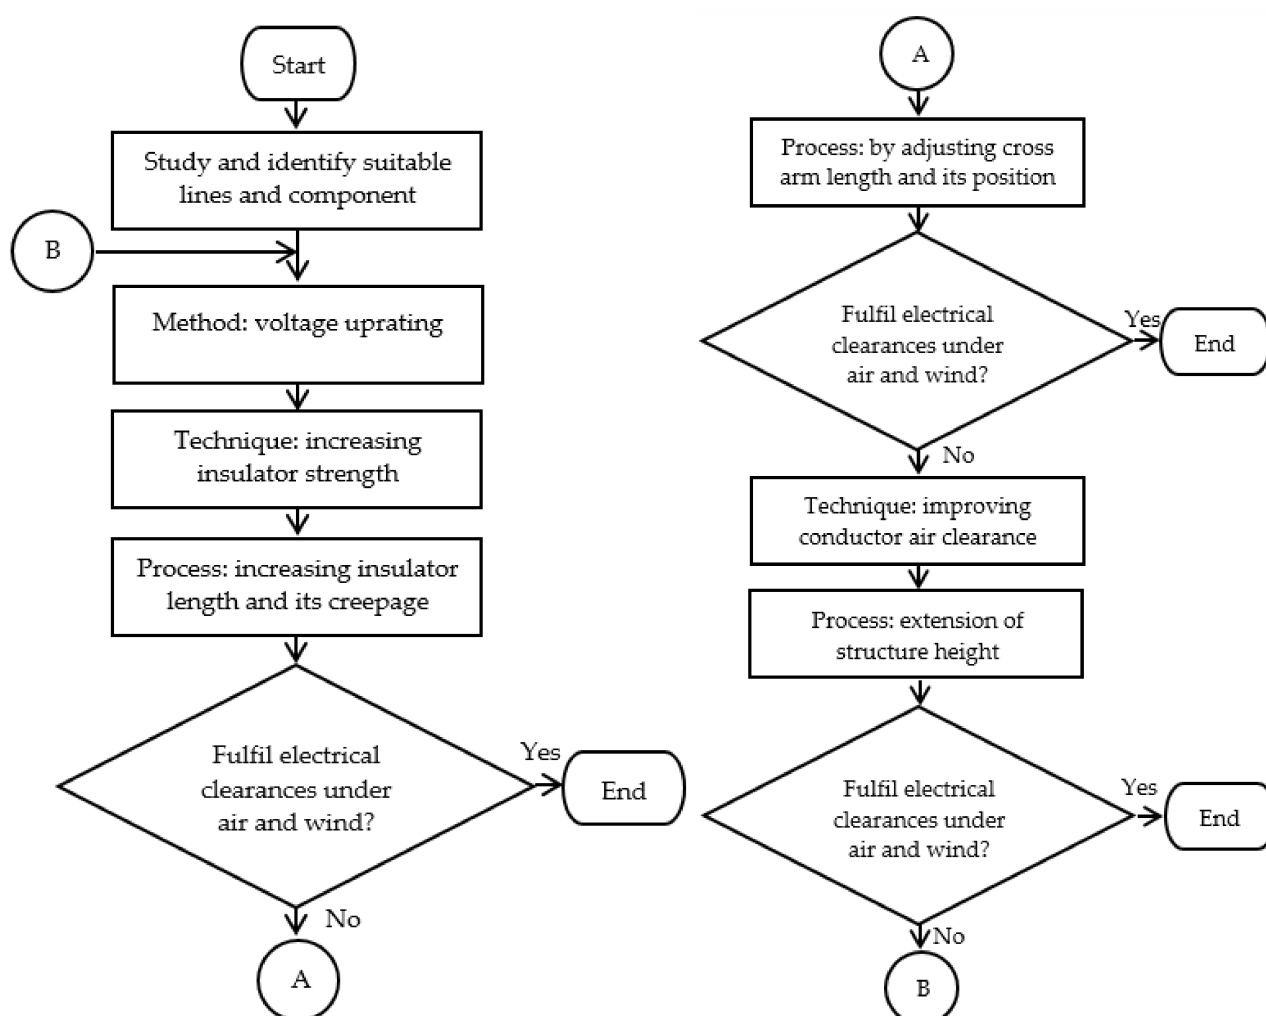 Start
Study and identify suitable
lines and component
B
Method: voltage uprating
Technique: increasing
insulator strength
Process: increasing insulator
length and its creepage
Fulfil electrical
clearances under
air and wind?
Yes
End
No
A
A
Process: by adjusting cross
arm length and its position
Fulfil electrical
clearances under
air and wind?
Yes
End
No
Technique: improving
conductor air clearance
Process: extension of
structure height
Fulfil electrical
clearances under
air and wind?
Yes
End
No
B